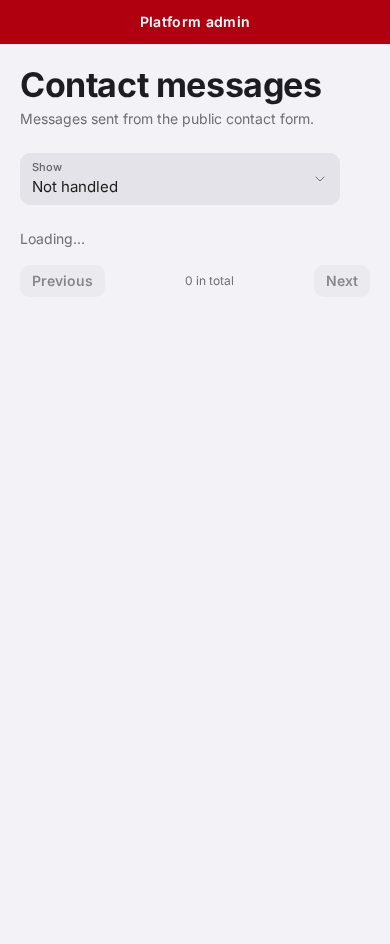 Platform admin
Contact messages
Messages sent from the public contact form.
Show
Not handled
Loading...
Previous
0 in total
Next